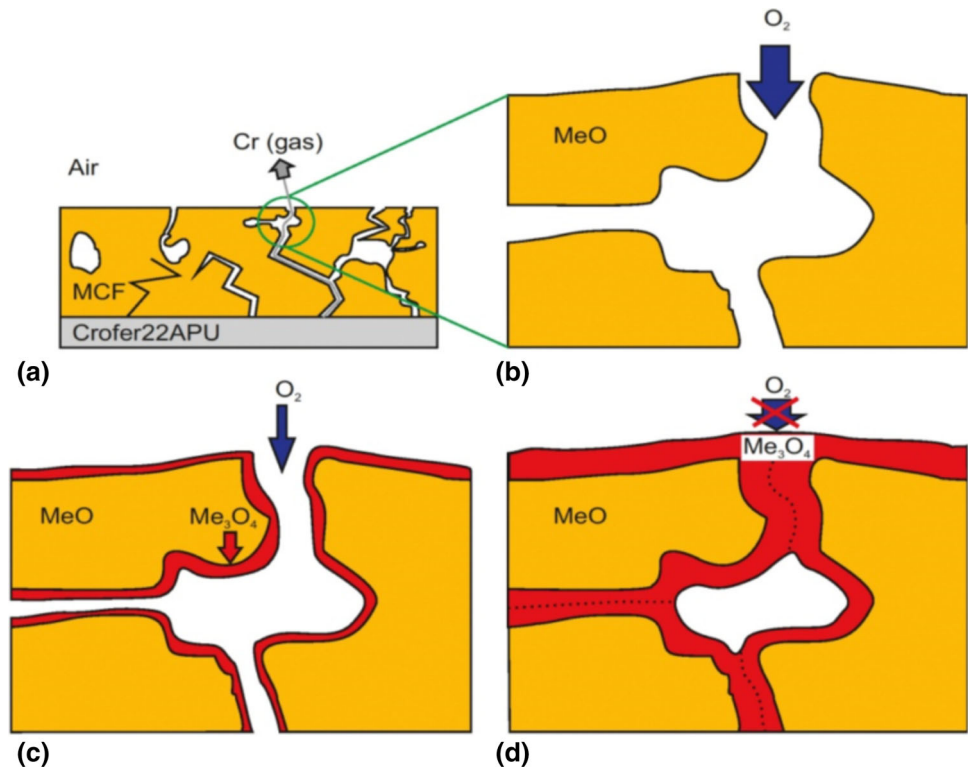 Air
Cr (gas)
MCF
Crofer22APU
(a)
O₂
MeO
(b)
O₂
MeO
Me₃O₄
(c)
O₂
Me₃O₄
MeO
(d)